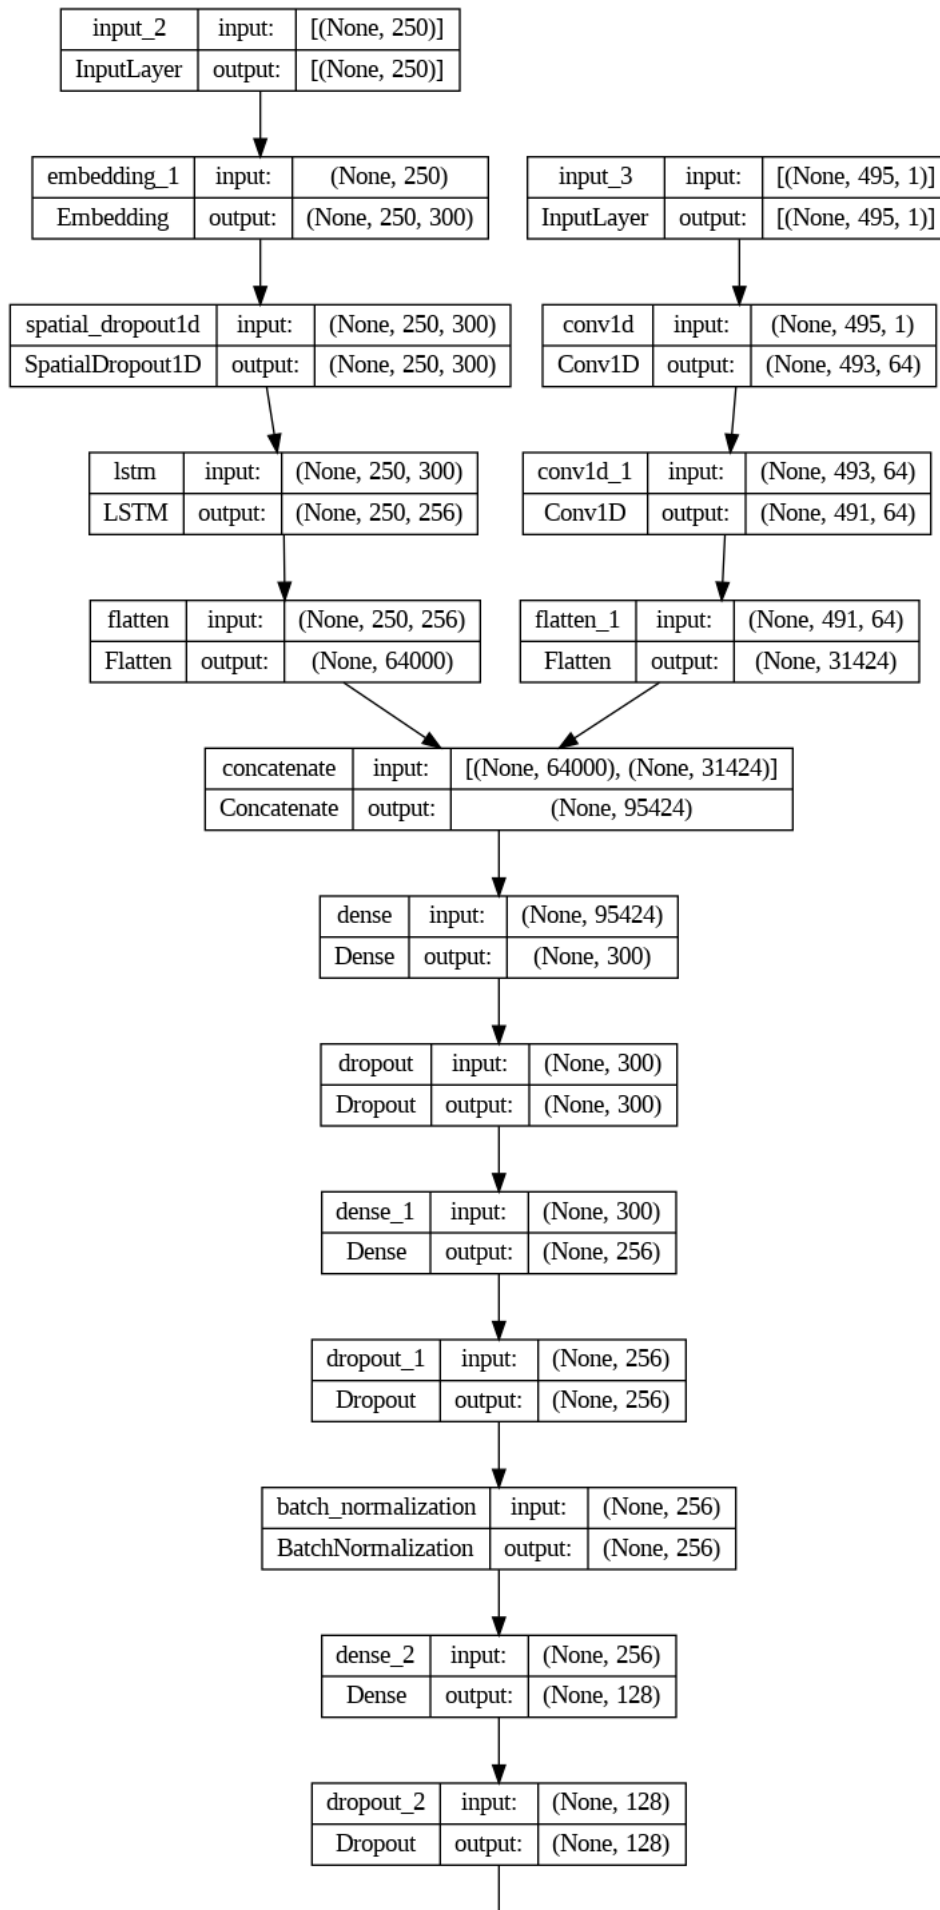 input_2 input: [(None, 250)]
InputLayer output: [(None, 250)]
embedding_1 input: (None, 250)
Embedding output: (None, 250, 300)
input_3 input: [(None, 495, 1)]
InputLayer output: [(None, 495, 1)]
spatial_dropout1d input: (None, 250, 300)
SpatialDropout1D output: (None, 250, 300)
conv1d input: (None, 495, 1)
Conv1D output: (None, 493, 64)
lstm input: (None, 250, 300)
LSTM output: (None, 250, 256)
conv1d_1 input: (None, 493, 64)
Conv1D output: (None, 491, 64)
flatten input: (None, 250, 256)
Flatten output: (None, 64000)
flatten_1 input: (None, 491, 64)
Flatten output: (None, 31424)
concatenate input: [(None, 64000), (None, 31424)]
Concatenate output: (None, 95424)
dense input: (None, 95424)
Dense output: (None, 300)
dropout input: (None, 300)
Dropout output: (None, 300)
dense_1 input: (None, 300)
Dense output: (None, 256)
dropout_1 input: (None, 256)
Dropout output: (None, 256)
batch_normalization input: (None, 256)
BatchNormalization output: (None, 256)
dense_2 input: (None, 256)
Dense output: (None, 128)
dropout_2 input: (None, 128)
Dropout output: (None, 128)